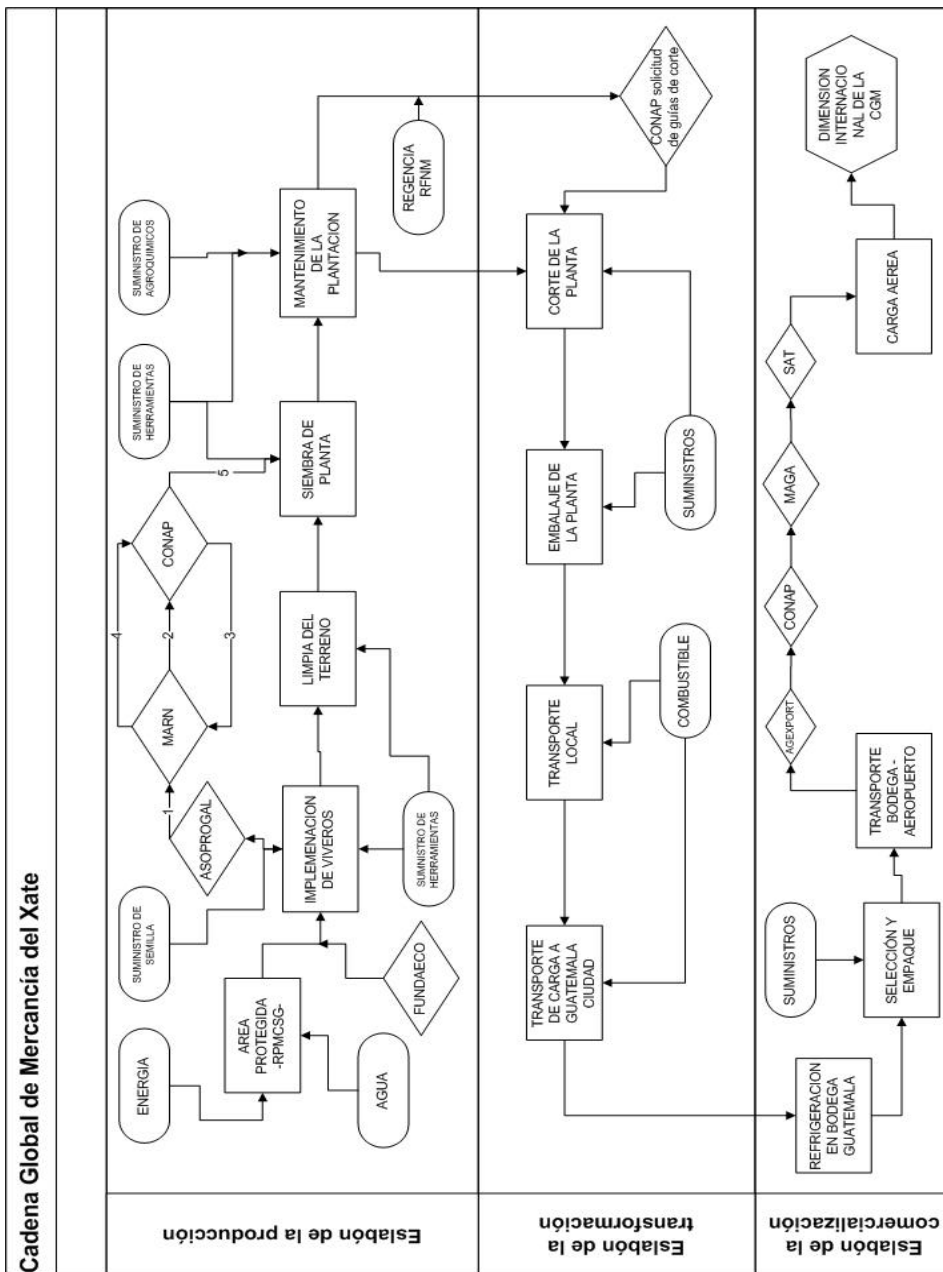 Cadena Global de Mercancía del Xate
Eslabón de la producción
ENERGIA
AREA
PROTEGIDA
-RPMCSG-
AGUA
SUMINISTRO DE
SEMILLA
FUNDAECO
ASOPROGAL
IMPLEMENACION
DE VIVEROS
SUMINISTRO DE
HERRAMIENTAS
1
MARN
4
2
3
CONAP
5
LIMPIA DEL
TERRENO
SIEMBRA DE
PLANTA
SUMINISTRO DE
HERRAMIENTAS
SUMINISTRO DE
AGROQUIMICOS
MANTENIMIENTO
DE LA
PLANTACION
REGENCIA
RFNM
Eslabón de la
transformación
CONAP solicitud
de guías de corte
CORTE DE LA
PLANTA
EMBALAJE DE
LA PLANTA
SUMINISTROS
TRANSPORTE
LOCAL
COMBUSTIBLE
TRANSPORTE
DE CARGA A
GUATEMALA
CIUDAD
Eslabón de la
comercialización
REFRIGERACION
EN BODEGA
GUATEMALA
SUMINISTROS
SELECCIÓN Y
EMPAQUE
TRANSPORTE
BODEGA -
AEROPUERTO
AGEXPORT
CONAP
MAGA
SAT
CARGA AEREA
DIMENSION
INTERNACIO
NAL DE LA
CGM